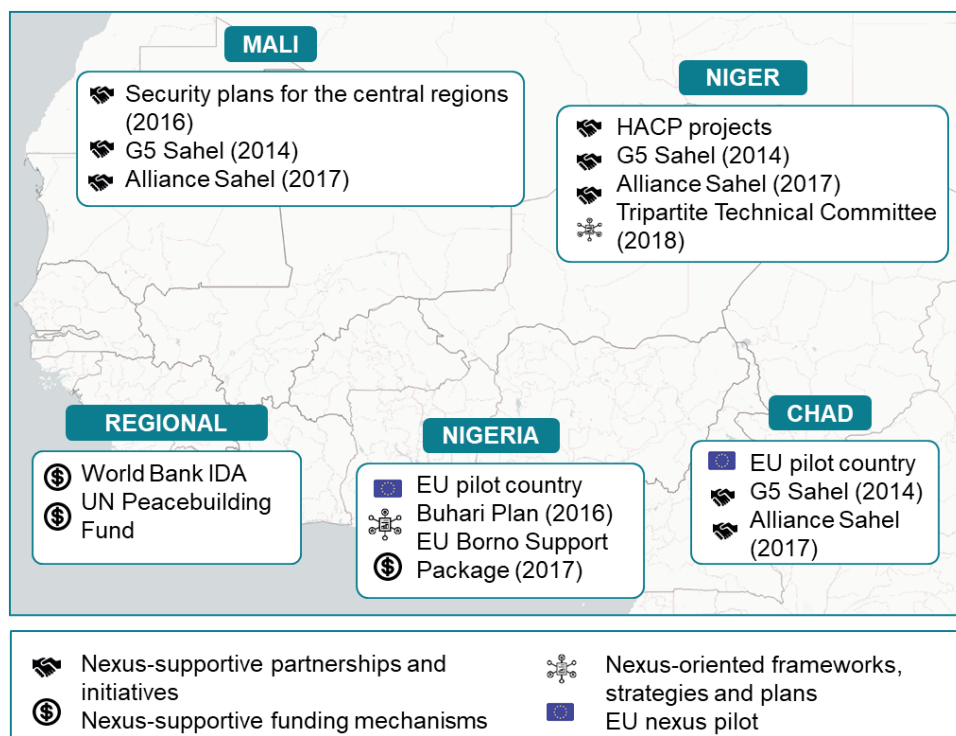 MALI
Security plans for the central regions
(2016)
G5 Sahel (2014)
Alliance Sahel (2017)
NIGER
HACP projects
G5 Sahel (2014)
Alliance Sahel (2017)
Tripartite Technical Committee
(2018)
REGIONAL
World Bank IDA
UN Peacebuilding
Fund
NIGERIA
EU pilot country
Buhari Plan (2016)
EU Borno Support
Package (2017)
CHAD
EU pilot country
G5 Sahel (2014)
Alliance Sahel
(2017)
Nexus-supportive partnerships and
initiatives
Nexus-supportive funding mechanisms
Nexus-oriented frameworks,
strategies and plans
EU nexus pilot